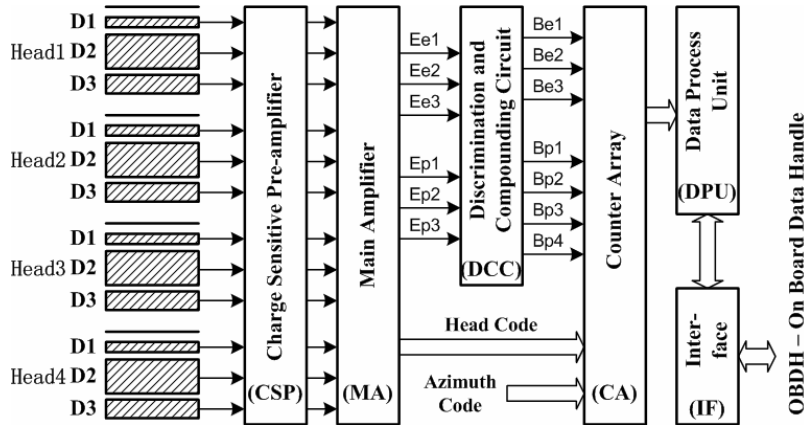 Head1
D1
D2
D3
Head2
D1
D2
D3
Head3
D1
D2
D3
Head4
D1
D2
D3
Charge Sensitive Pre-amplifier
(CSP)
Main Amplifier
(MA)
Ee1
Ee2
Ee3
Ep1
Ep2
Ep3
Discrimination and
Compounding Circuit
(DCC)
Be1
Be2
Be3
Bp1
Bp2
Bp3
Bp4
Head Code
Azimuth
Code
Counter Array
(CA)
Data Process
Unit
(DPU)
Inter-
face
(IF)
OBDH – On Board Data Handle